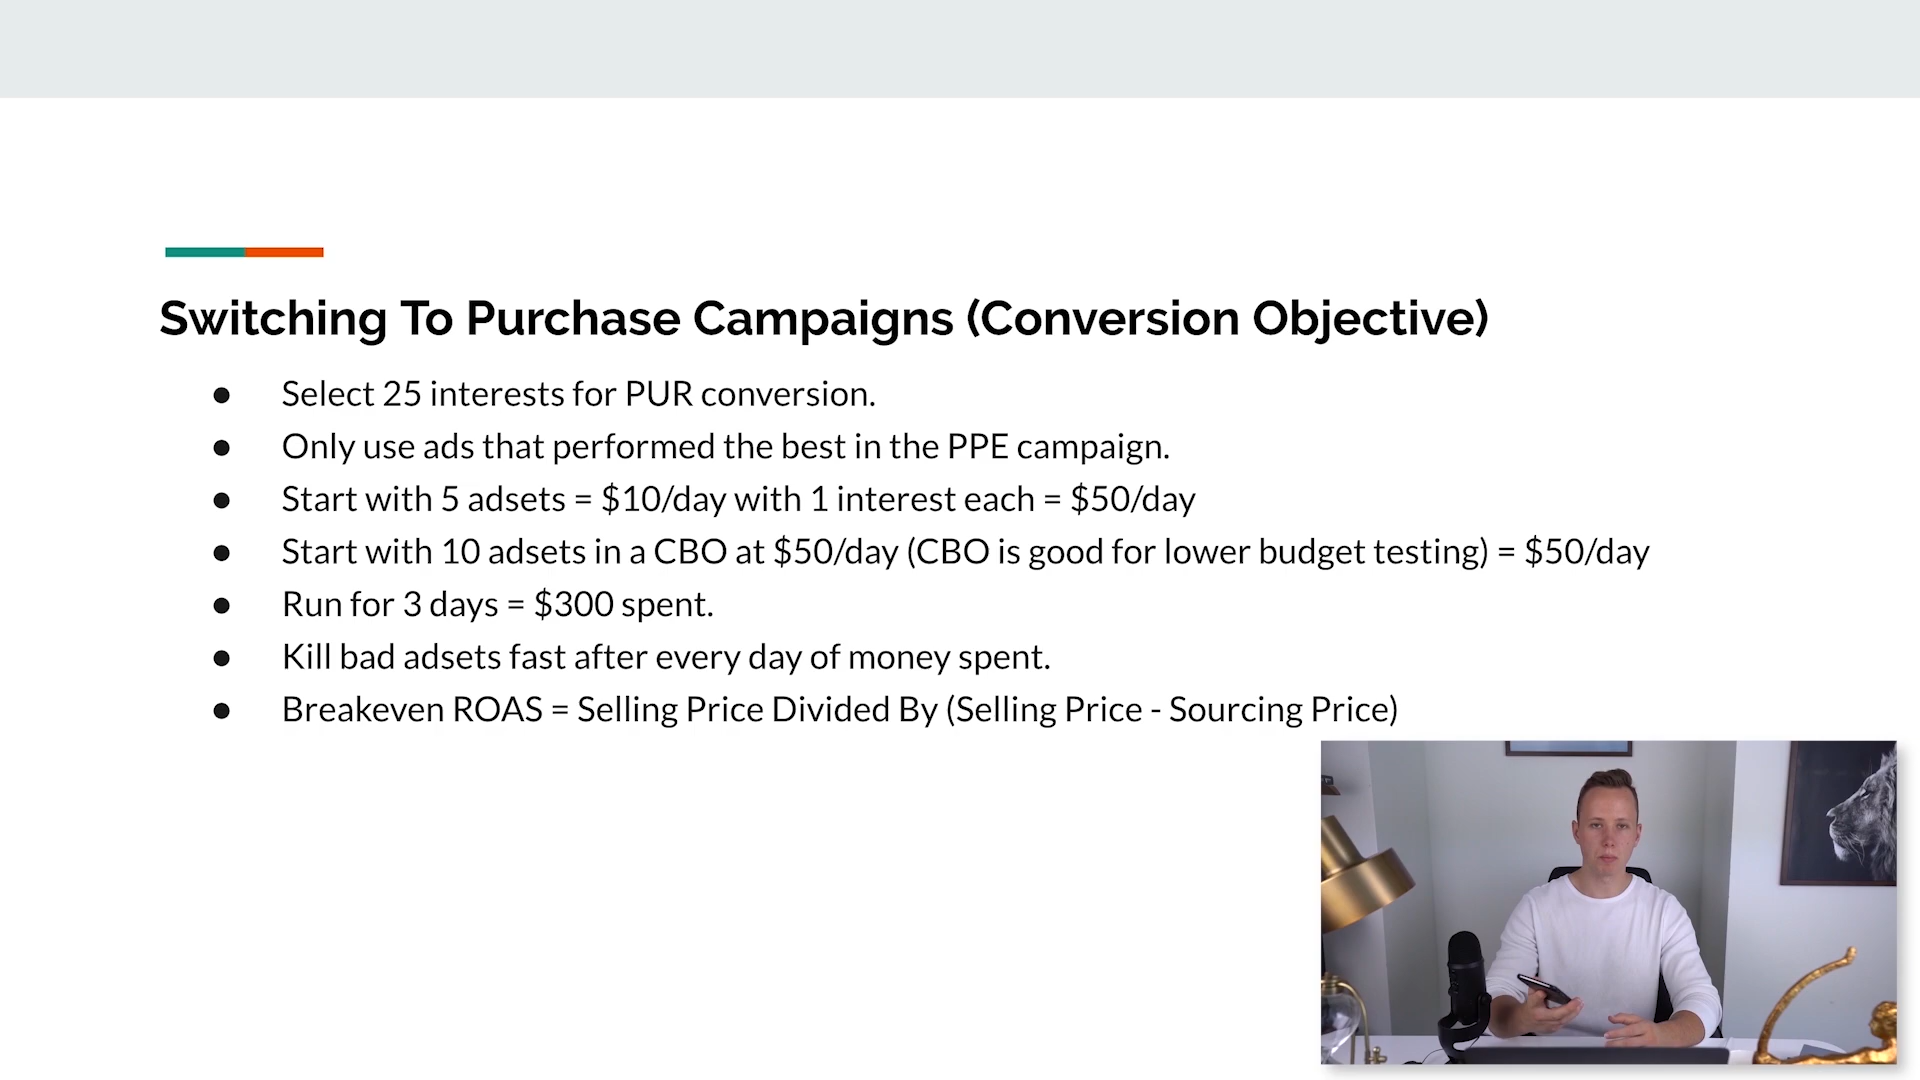 Switching To Purchase Campaigns (Conversion Objective)
● Select 25 interests for PUR conversion.
● Only use ads that performed the best in the PPE campaign.
● Start with 5 adsets = $10/day with 1 interest each = $50/day
● Start with 10 adsets in a CBO at $50/day (CBO is good for lower budget testing) = $50/day
● Run for 3 days = $300 spent.
● Kill bad adsets fast after every day of money spent.
● Breakeven ROAS = Selling Price Divided By (Selling Price - Sourcing Price)